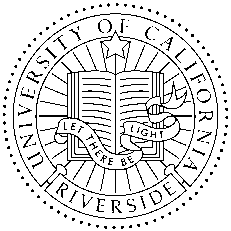 UNIVERSITY OF CALIFORNIA
LET THERE BE LIGHT
RIVERSIDE